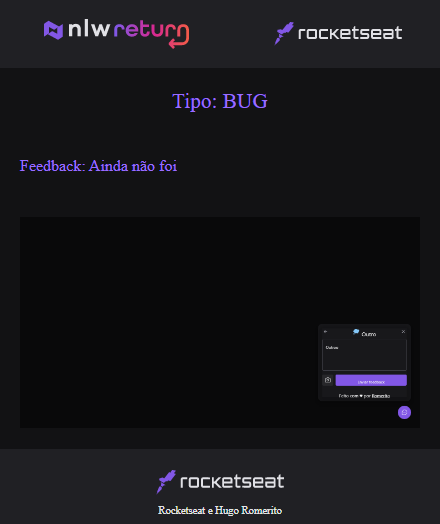 nlw return
rocketseat
Tipo: BUG
Feedback: Ainda não foi
Outro
Outroo
Enviar feedback
Feito com ♥ por Romerito
rocketseat
Rocketseat e Hugo Romerito